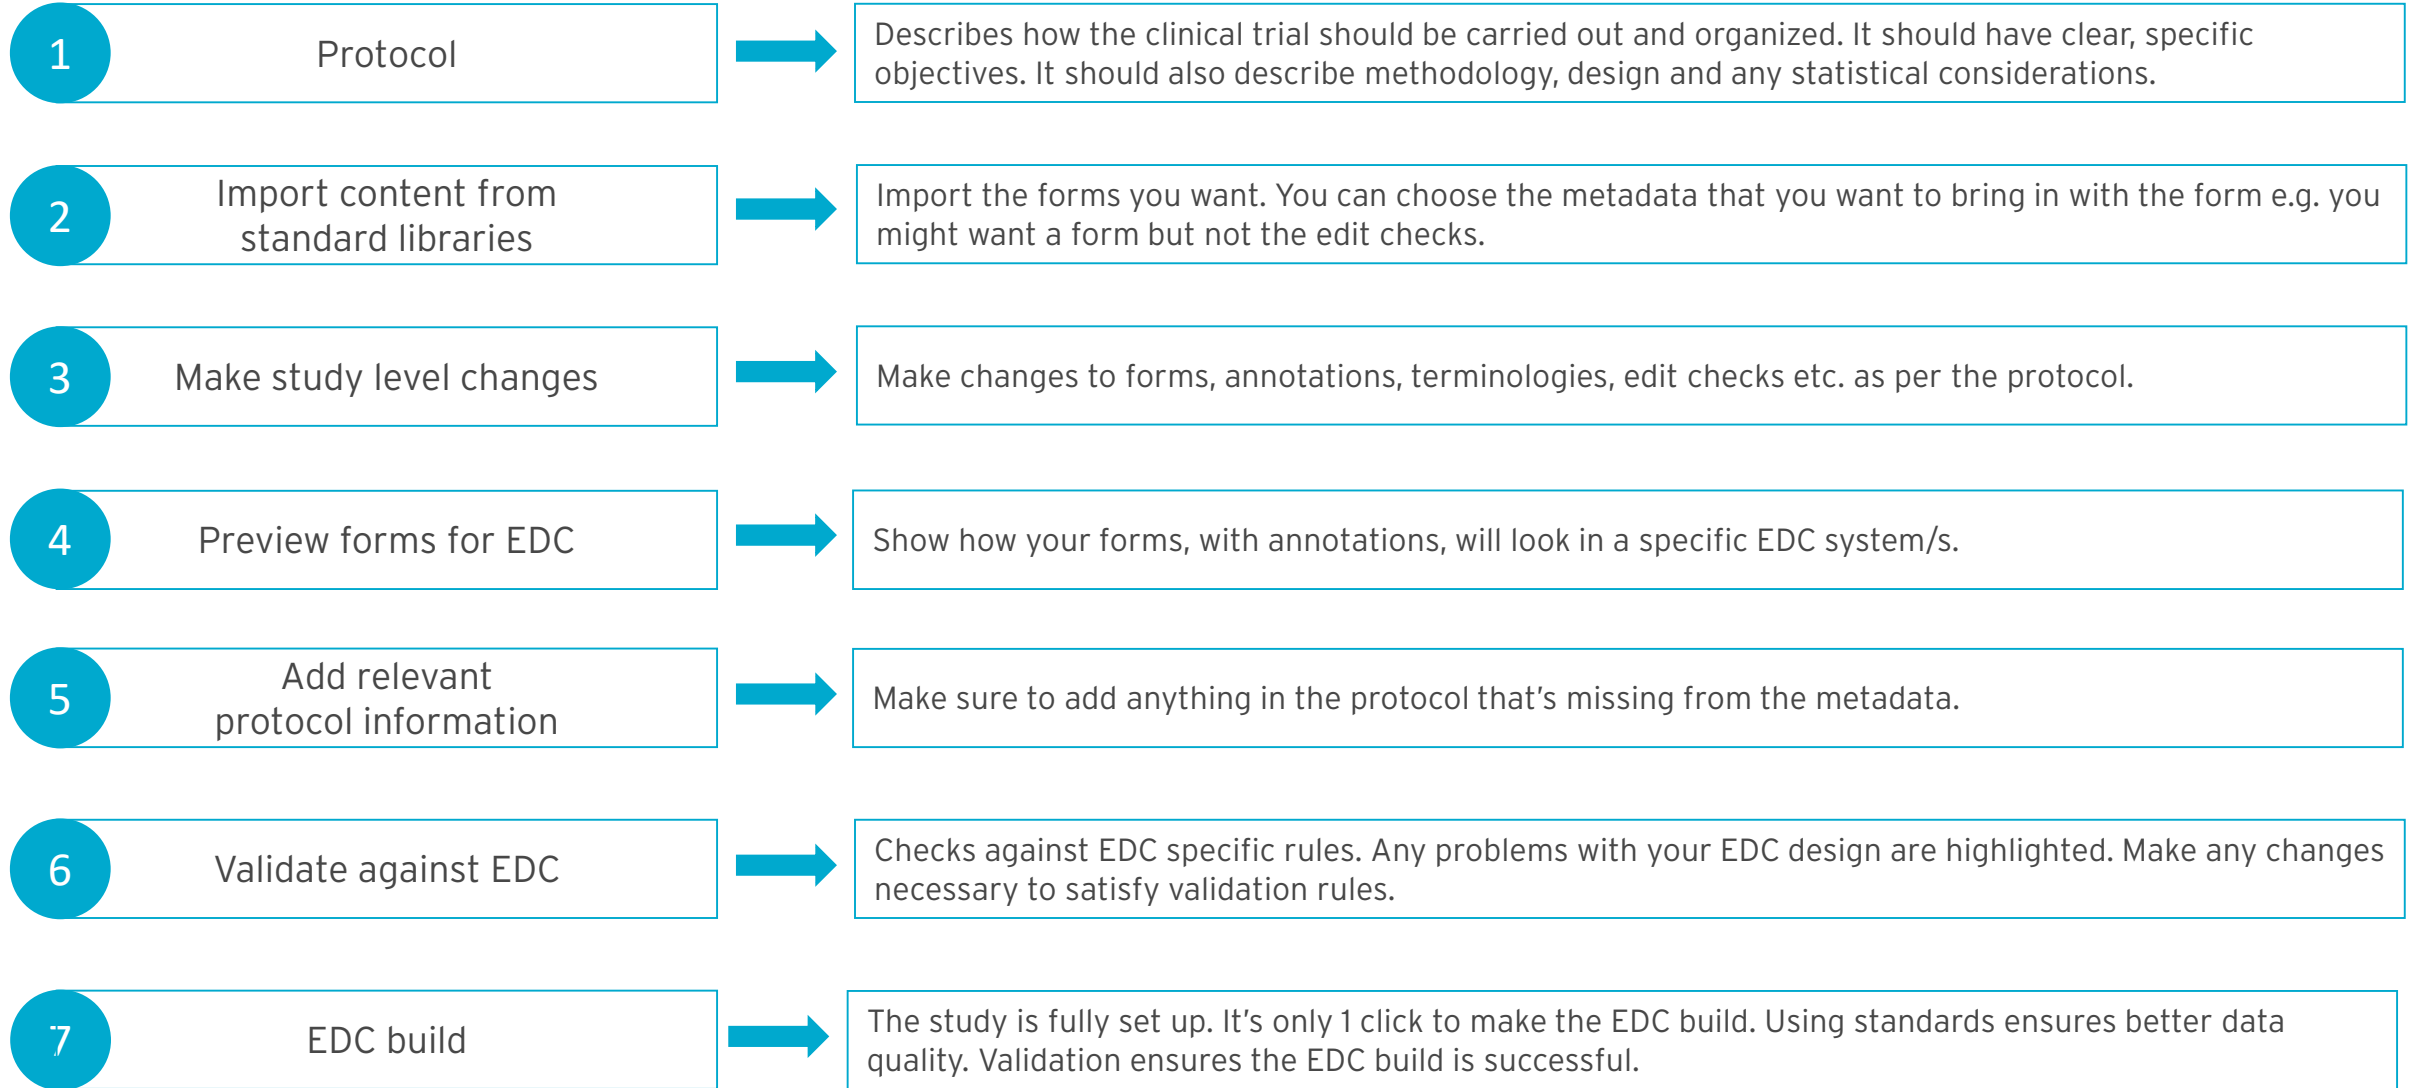 1
Protocol
Describes how the clinical trial should be carried out and organized. It should have clear, specific
objectives. It should also describe methodology, design and any statistical considerations.
2
Import content from
standard libraries
Import the forms you want. You can choose the metadata that you want to bring in with the form e.g. you
might want a form but not the edit checks.
3
Make study level changes
Make changes to forms, annotations, terminologies, edit checks etc. as per the protocol.
4
Preview forms for EDC
Show how your forms, with annotations, will look in a specific EDC system/s.
5
Add relevant
protocol information
Make sure to add anything in the protocol that's missing from the metadata.
6
Validate against EDC
Checks against EDC specific rules. Any problems with your EDC design are highlighted. Make any changes
necessary to satisfy validation rules.
7
EDC build
The study is fully set up. It's only 1 click to make the EDC build. Using standards ensures better data
quality. Validation ensures the EDC build is successful.